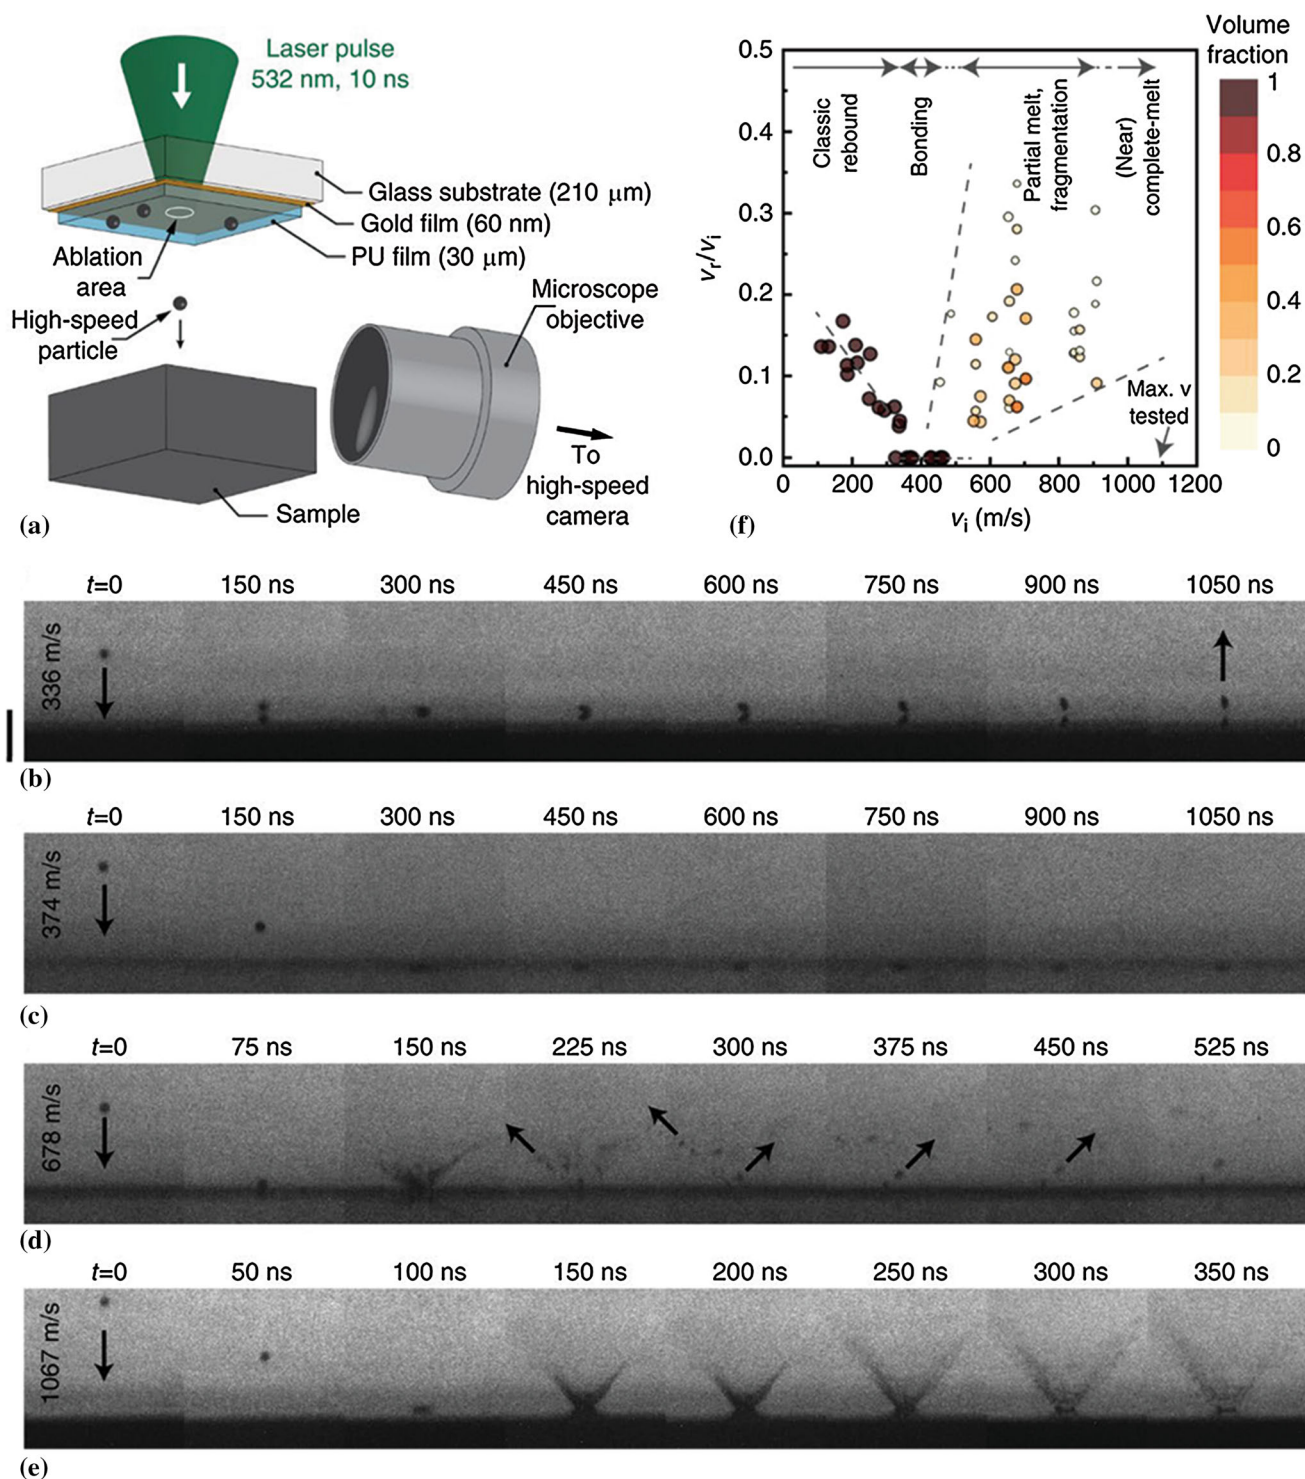 Laser pulse
532 nm, 10 ns
Glass substrate (210 μm)
Gold film (60 nm)
PU film (30 μm)
Ablation
area
High-speed
particle
Microscope
objective
To
high-speed
camera
Sample
(a)
Volume
fraction
1
0.8
0.6
0.4
0.2
0
0.5
0.4
0.3
0.2
0.1
0.0
vr/vi
Classic
rebound
Bonding
Partial melt,
fragmentation
(Near)
complete-melt
Max. v
tested
0 200 400 600 800 1000 1200
vi (m/s)
(f)
t=0 150 ns 300 ns 450 ns 600 ns 750 ns 900 ns 1050 ns
336 m/s
(b)
t=0 150 ns 300 ns 450 ns 600 ns 750 ns 900 ns 1050 ns
374 m/s
(c)
t=0 75 ns 150 ns 225 ns 300 ns 375 ns 450 ns 525 ns
678 m/s
(d)
t=0 50 ns 100 ns 150 ns 200 ns 250 ns 300 ns 350 ns
1067 m/s
(e)